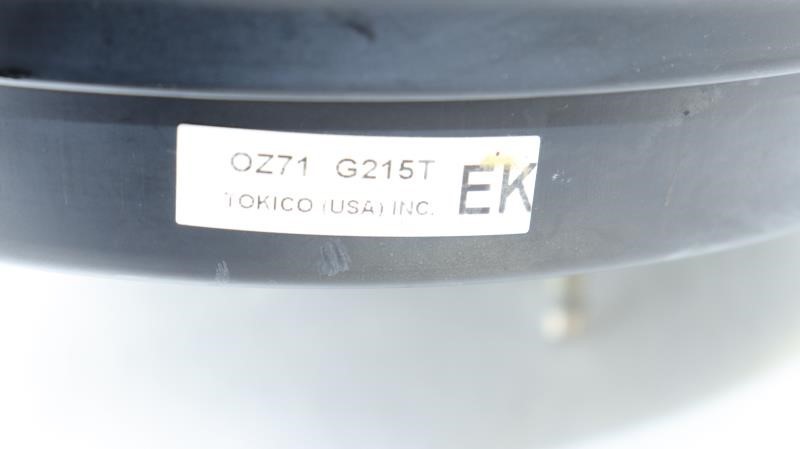 OZ71 G215T
TOKICO (USA) INC.
EK